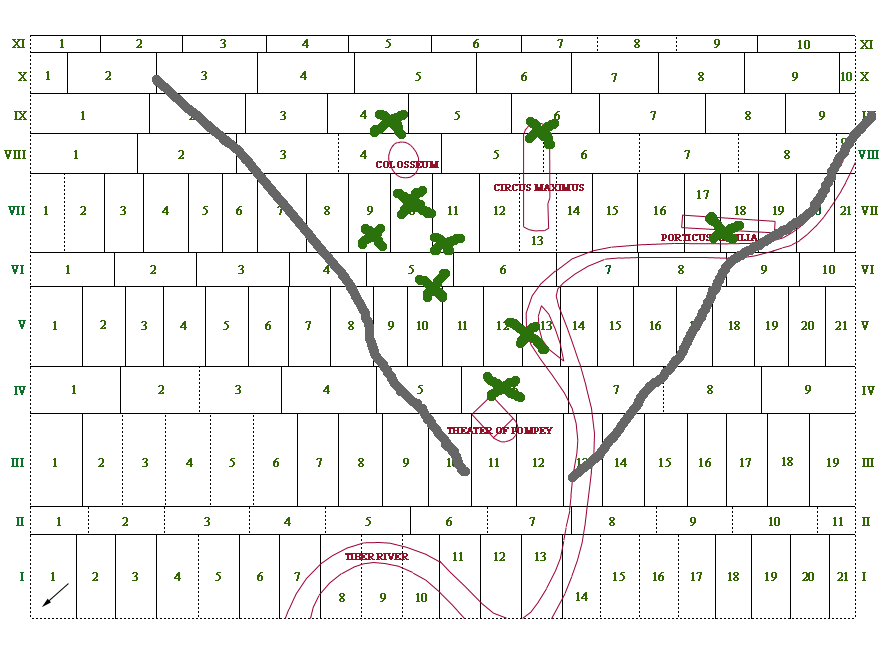 XI 1 2 3 4 5 6 7 8 9 10 XI
X 1 2 3 4 5 6 7 8 9 10 X
IX 1 3 4 5 6 7 8 9
VIII 1 2 3 4 5 6 7 8 VIII
COLOSSEUM
CIRCUS MAXIMUS
17
VII 1 2 3 4 5 6 7 8 9 11 12 14 15 16 18 19 21 VII
13
PORTICUS
VI 1 2 3 4 5 6 7 8 9 10 VI
V 1 2 3 4 5 6 7 8 9 10 11 12 13 14 15 16 18 19 20 21 V
IV 1 2 3 4 5 7 8 9 IV
THEATER OF POMPEY
III 1 2 3 4 5 6 7 8 9 10 11 12 13 14 15 16 17 18 19 III
II 1 2 3 4 5 6 7 8 9 10 11 II
TIBER RIVER
11 12 13
I 1 2 3 4 5 6 7 15 16 17 18 19 20 21 I
8 9 10 14